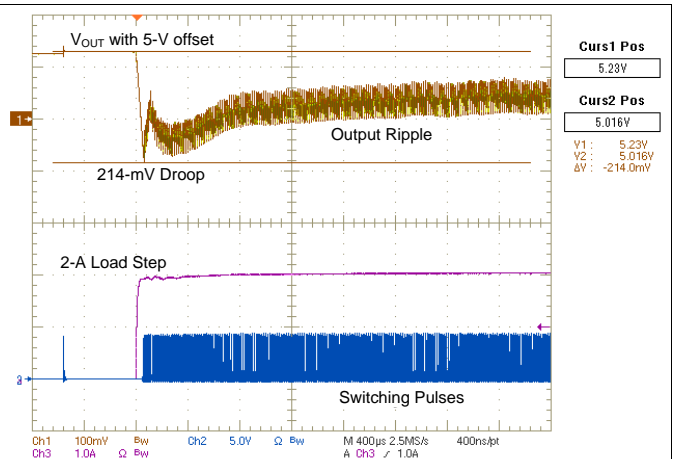 V_OUT with 5-V offset
Curs1 Pos
5.23V
Curs2 Pos
5.016V
V1 : 5.23V
V2 : 5.016V
ΔV : -214.0mV
1
Output Ripple
214-mV Droop
2-A Load Step
3
Switching Pulses
Ch1 100mV Bw Ch2 5.0V Ω Bw M 400µs 2.5MS/s 400ns/pt
Ch3 1.0A Ω Bw A Ch3 ∕ 1.0A